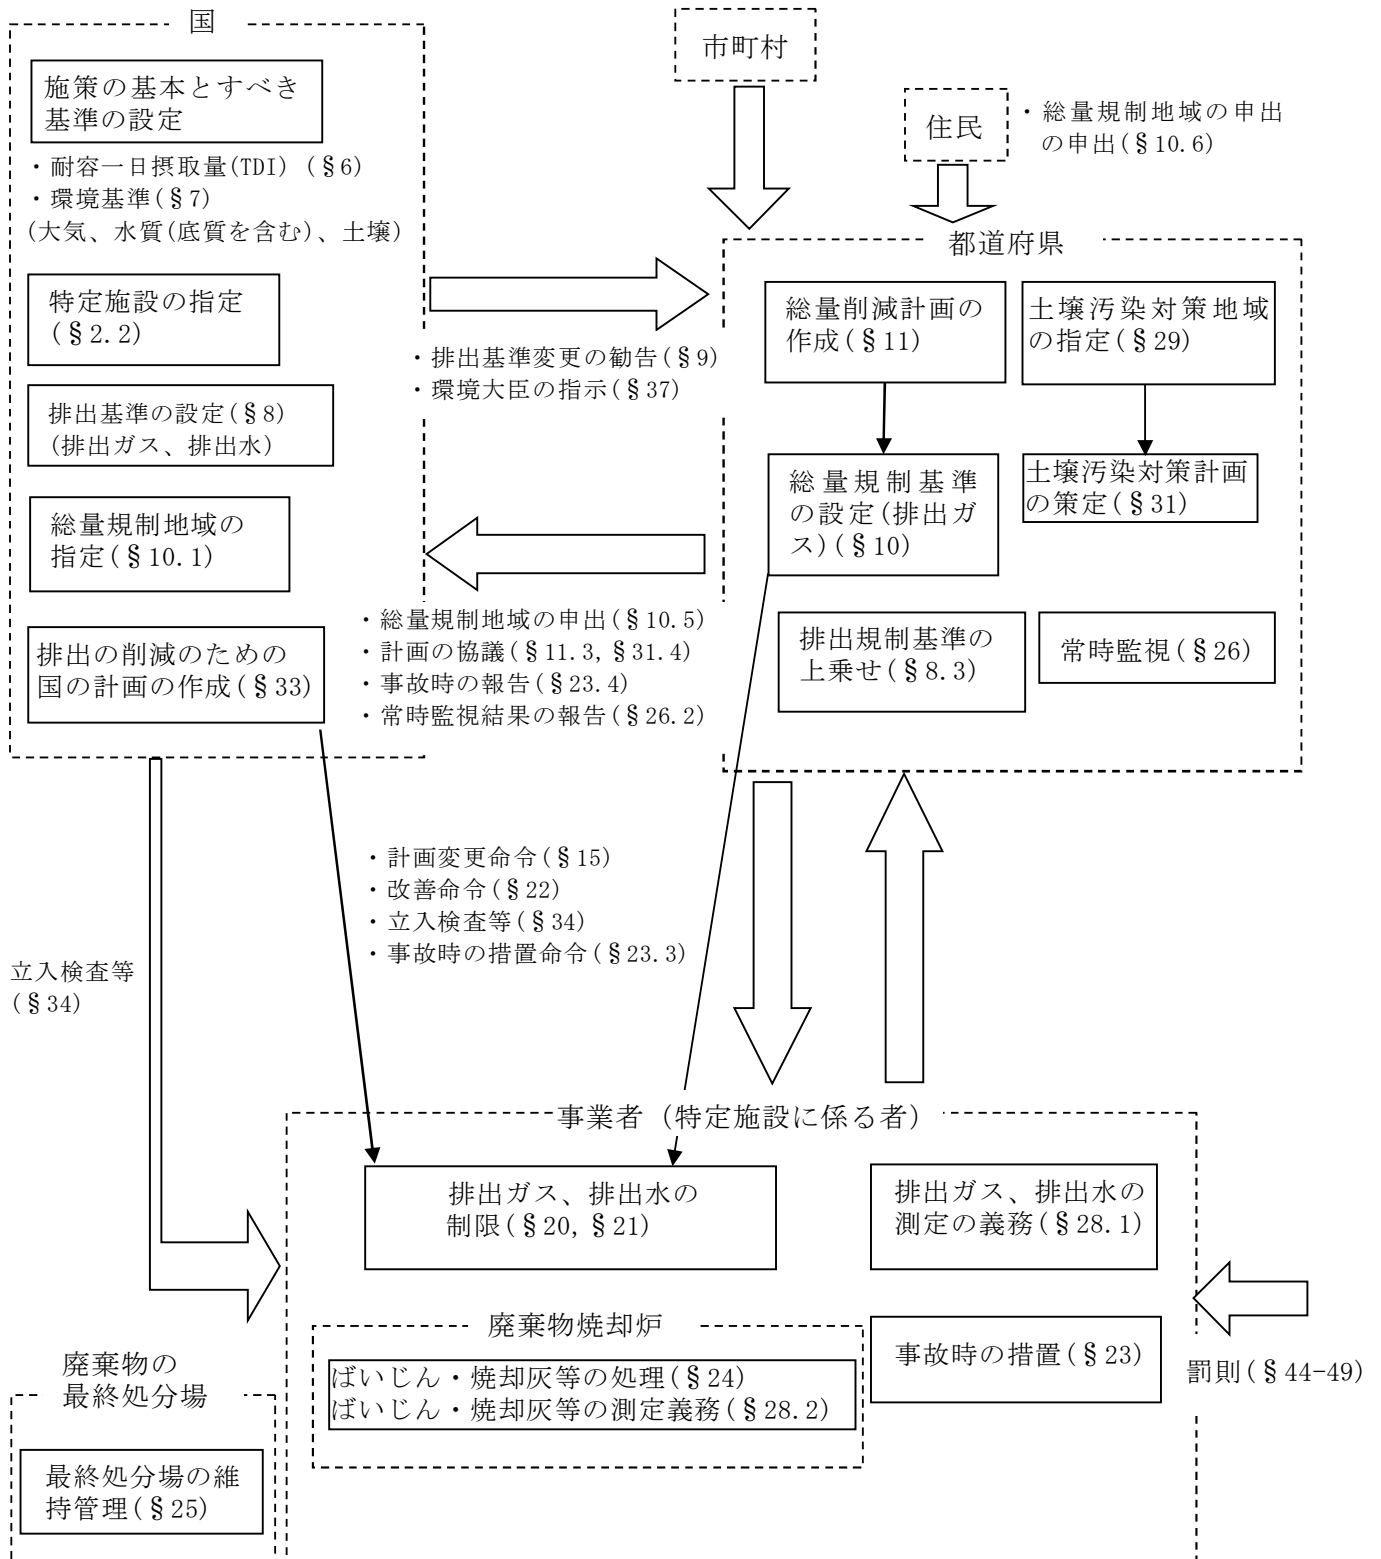 国
施策の基本とすべき
基準の設定
・耐容一日摂取量(TDI) (§6)
・環境基準(§7)
(大気、水質(底質を含む)、土壌)
特定施設の指定
(§2.2)
排出基準の設定(§8)
(排出ガス、排出水)
総量規制地域の
指定(§10.1)
排出の削減のための
国の計画の作成(§33)
市町村
住民
・総量規制地域の申出
の申出(§10.6)
・排出基準変更の勧告(§9)
・環境大臣の指示(§37)
都道府県
総量削減計画の
作成(§11)
土壌汚染対策地域
の指定(§29)
総量規制基準
の設定(排出ガ
ス)(§10)
土壌汚染対策計画
の策定(§31)
排出規制基準の
上乗せ(§8.3)
常時監視(§26)
・総量規制地域の申出(§10.5)
・計画の協議(§11.3,§31.4)
・事故時の報告(§23.4)
・常時監視結果の報告(§26.2)
・計画変更命令(§15)
・改善命令(§22)
・立入検査等(§34)
・事故時の措置命令(§23.3)
立入検査等
(§34)
事業者（特定施設に係る者）
排出ガス、排出水の
制限(§20,§21)
排出ガス、排出水の
測定の義務(§28.1)
廃棄物焼却炉
ばいじん・焼却灰等の処理(§24)
ばいじん・焼却灰等の測定義務(§28.2)
事故時の措置(§23)
罰則(§44-49)
廃棄物の
最終処分場
最終処分場の維
持管理(§25)